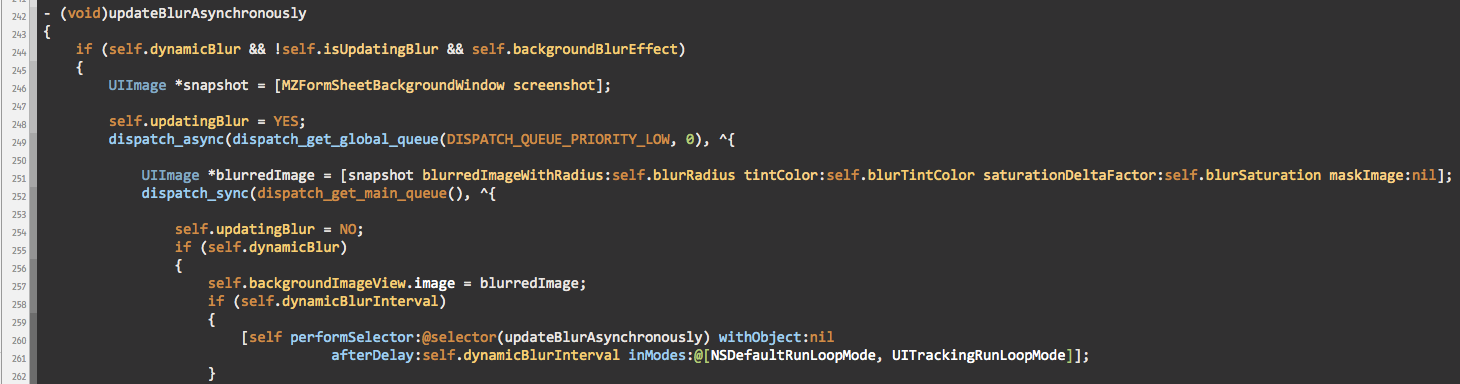 241
242 - (void)updateBlurAsynchronously
243 {
244 if (self.dynamicBlur && !self.isUpdatingBlur && self.backgroundBlurEffect)
245 {
246 UIImage *snapshot = [MZFormSheetBackgroundWindow screenshot];
247
248 self.updatingBlur = YES;
249 dispatch_async(dispatch_get_global_queue(DISPATCH_QUEUE_PRIORITY_LOW, 0), ^{
250
251 UIImage *blurredImage = [snapshot blurredImageWithRadius:self.blurRadius tintColor:self.blurTintColor saturationDeltaFactor:self.blurSaturation maskImage:nil];
252 dispatch_sync(dispatch_get_main_queue(), ^{
253
254 self.updatingBlur = NO;
255 if (self.dynamicBlur)
256 {
257 self.backgroundImageView.image = blurredImage;
258 if (self.dynamicBlurInterval)
259 {
260 [self performSelector:@selector(updateBlurAsynchronously) withObject:nil
261 afterDelay:self.dynamicBlurInterval inModes:@[NSDefaultRunLoopMode, UITrackingRunLoopMode]];
262 }